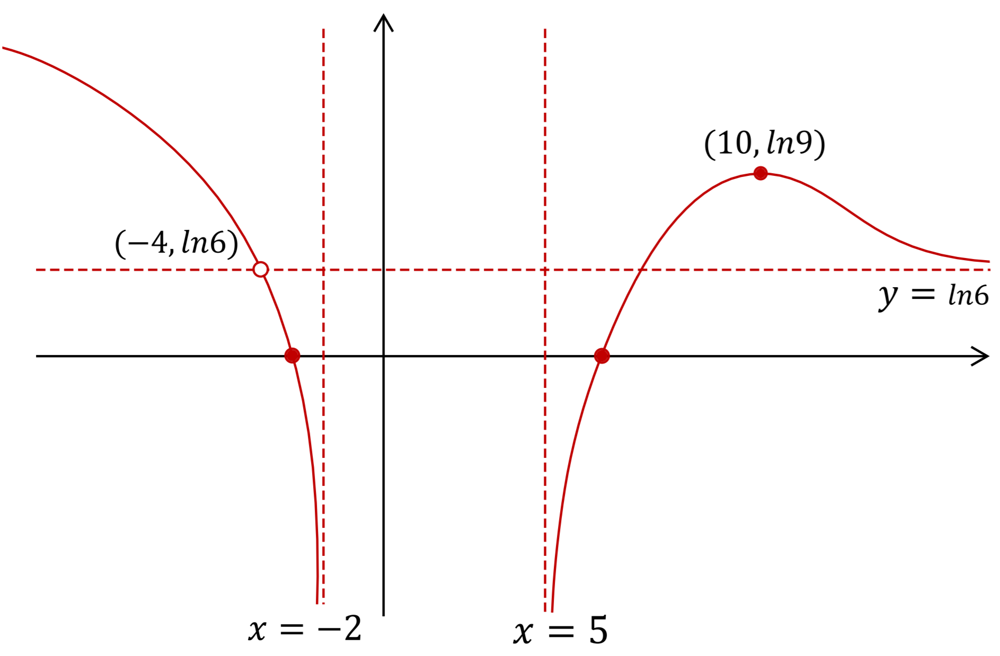 (10, ln9)
(−4, ln6)
y = ln6
x = −2
x = 5